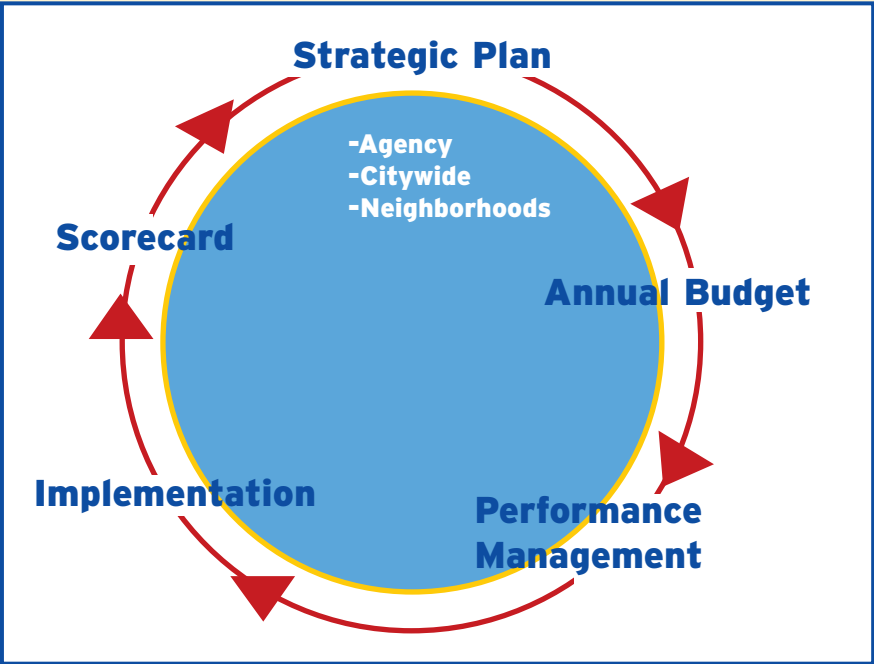 Strategic Plan
-Agency
-Citywide
-Neighborhoods
Scorecard
Annual Budget
Implementation
Performance
Management